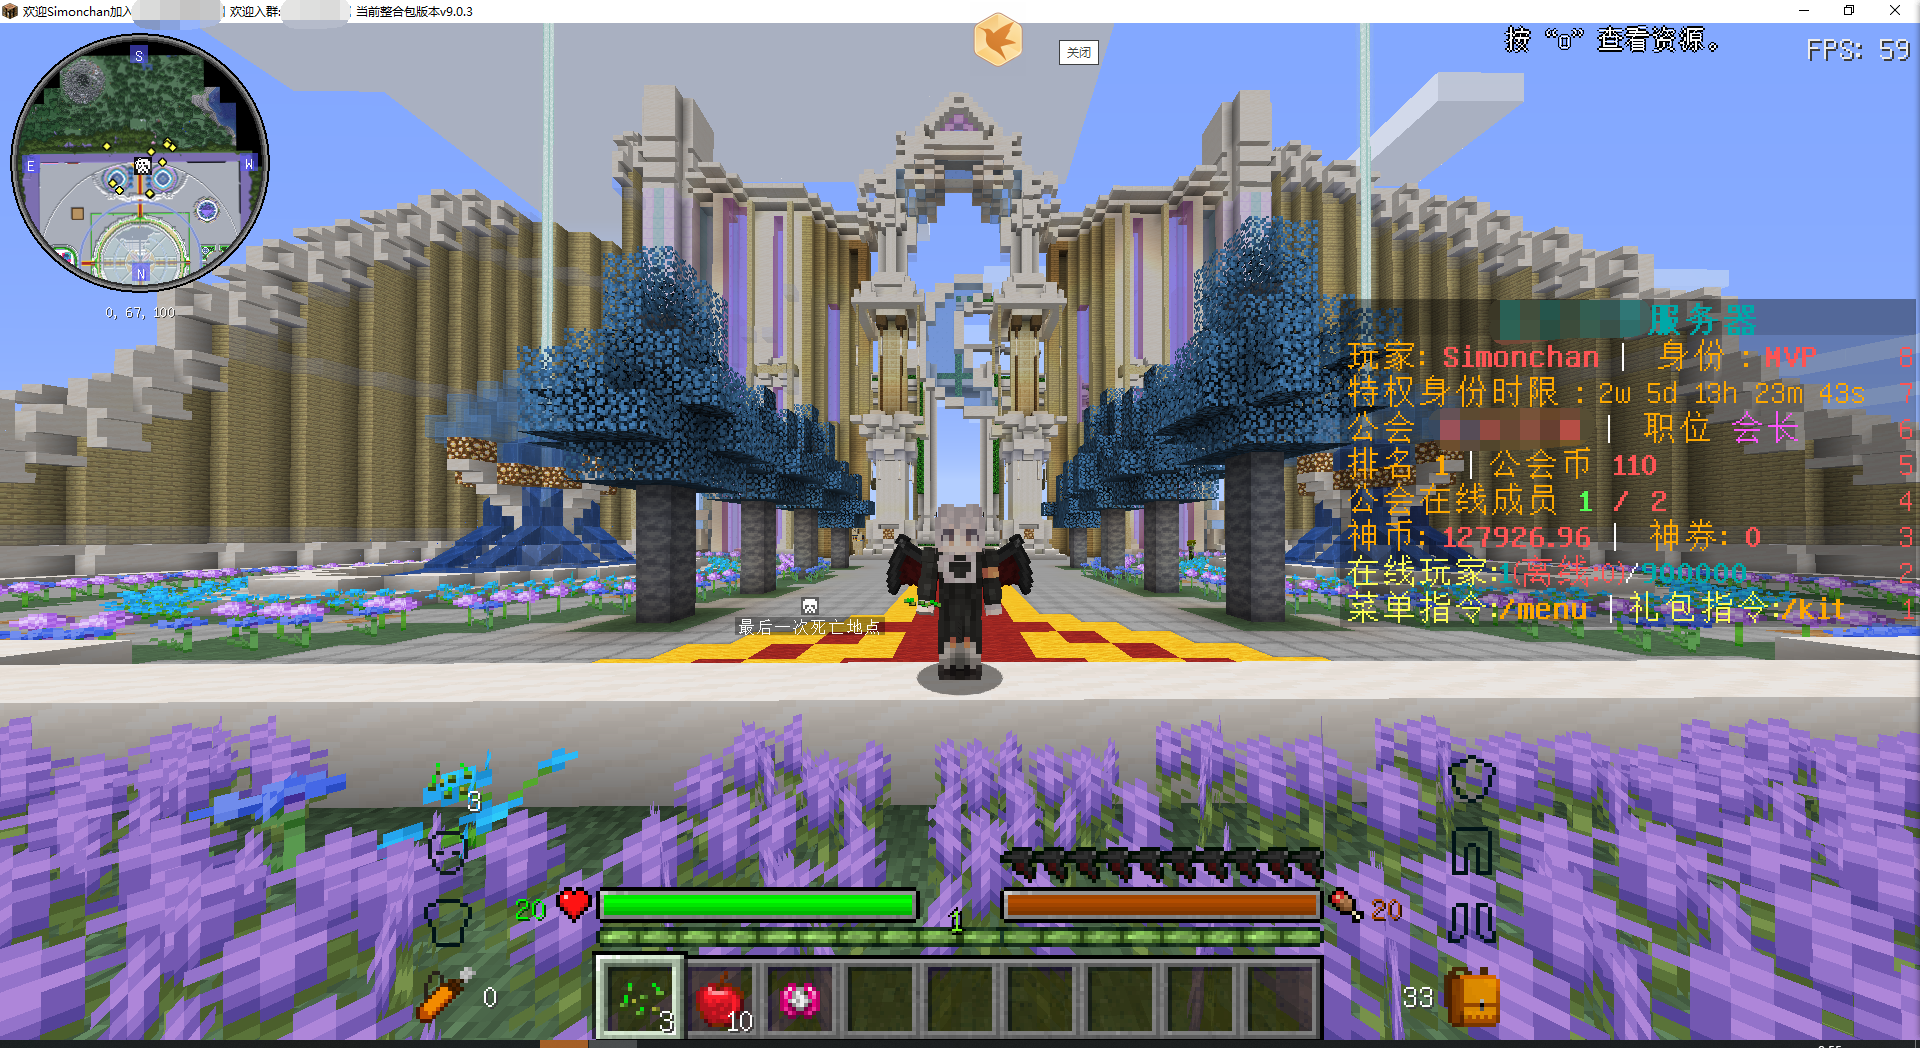 欢迎Simonchan加入
欢迎入群:
当前整合包版本v9.0.3
关闭
按 “o” 查看资源。
FPS: 59
S
E
W
N
0, 67, 100
服务器
玩家: Simonchan | 身份 : MVP 8
特权身份时限 : 2w 5d 13h 23m 43s 7
公会 | 职位 会长 6
排名 1 | 公会币 110 5
公会在线成员 1 / 2 4
神币: 127926.96 | 神券: 0 3
在线玩家:1(离线:0)/900000 2
菜单指令:/menu | 礼包指令:/kit 1
最后一次死亡地点
3
20
1
20
0
3
10
33